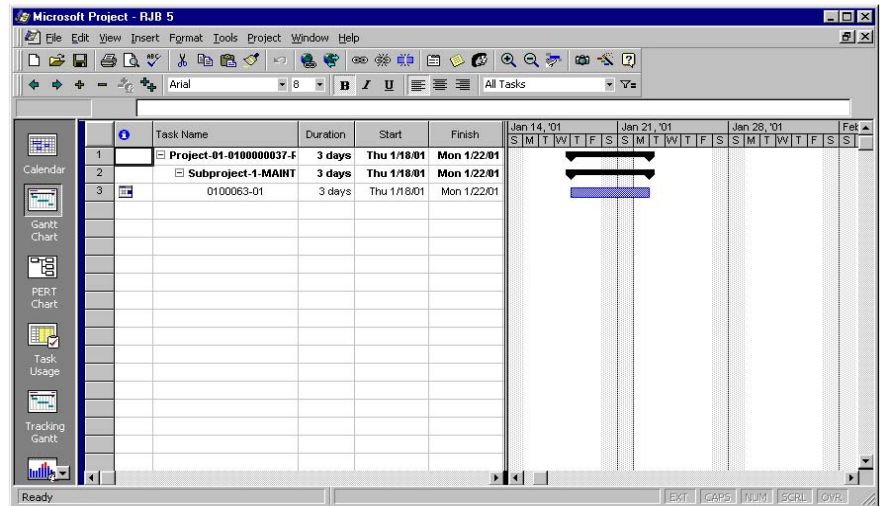 Microsoft Project - RJB 5
File Edit View Insert Format Tools Project Window Help
Arial 8 B I U All Tasks
Task Name Duration Start Finish Jan 14, '01 Jan 21, '01 Jan 28, '01 Fel
S M T W T F S S M T W T F S S M T W T F S S
1 Project-01-0100000037-F 3 days Thu 1/18/01 Mon 1/22/01
2 Subproject-1-MAINT 3 days Thu 1/18/01 Mon 1/22/01
3 0100063-01 3 days Thu 1/18/01 Mon 1/22/01
Calendar
Gantt
Chart
PERT
Chart
Task
Usage
Tracking
Gantt
Ready EXT CAPS NUM SCRL OVR